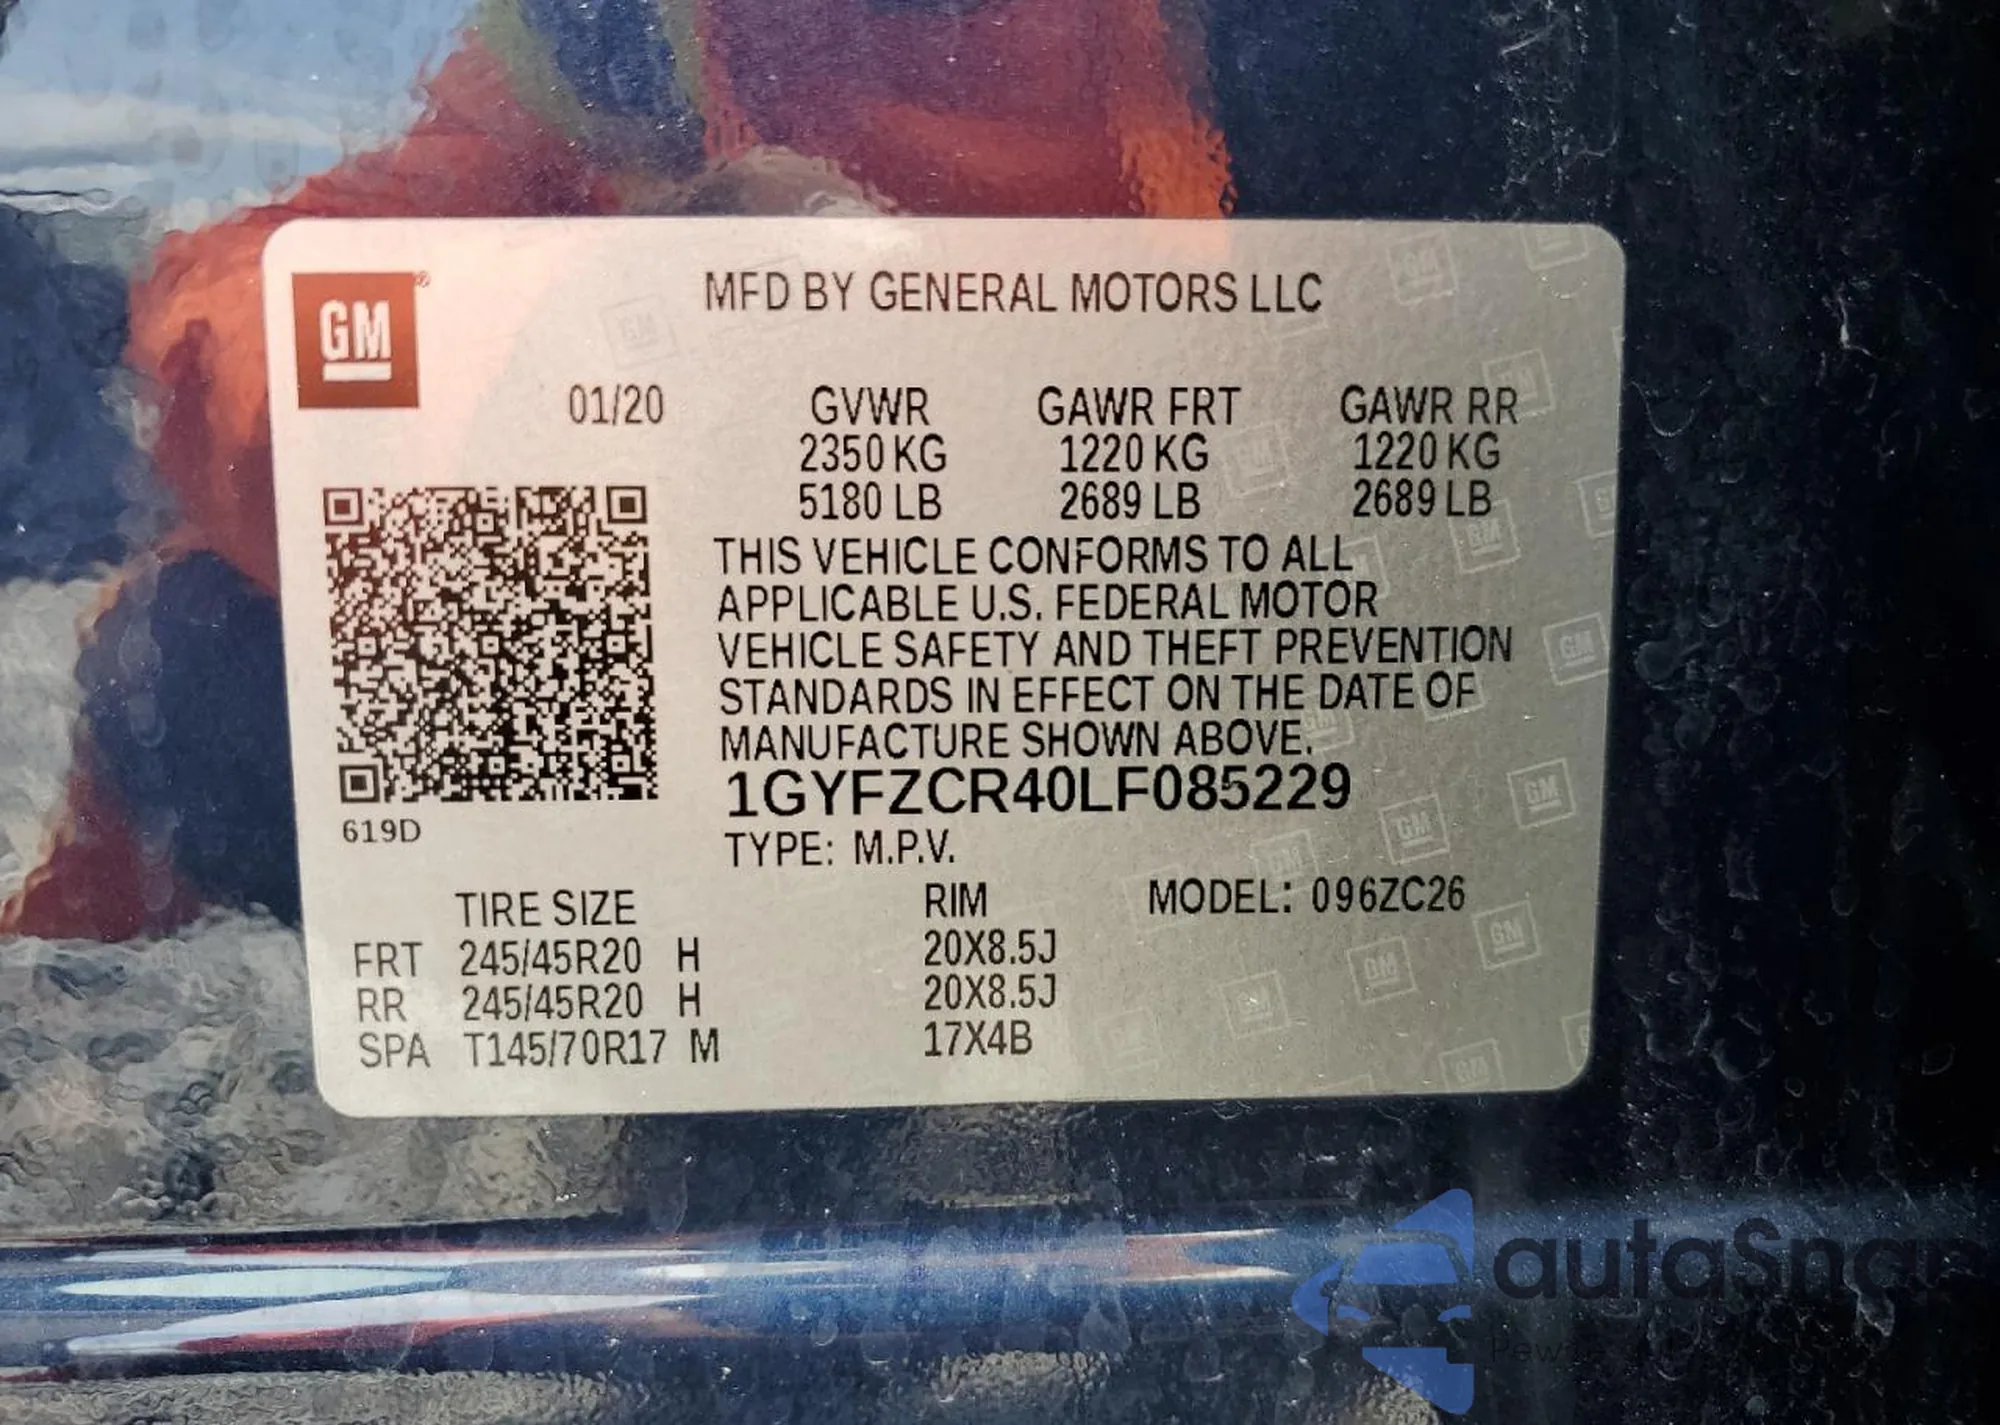 GM®
MFD BY GENERAL MOTORS LLC
01/20 GVWR GAWR FRT GAWR RR
2350 KG 1220 KG 1220 KG
5180 LB 2689 LB 2689 LB
THIS VEHICLE CONFORMS TO ALL
APPLICABLE U.S. FEDERAL MOTOR
VEHICLE SAFETY AND THEFT PREVENTION
STANDARDS IN EFFECT ON THE DATE OF
MANUFACTURE SHOWN ABOVE.
1GYFZCR40LF085229
619D
TYPE: M.P.V.
TIRE SIZE RIM MODEL: 096ZC26
FRT 245/45R20 H 20X8.5J
RR 245/45R20 H 20X8.5J
SPA T145/70R17 M 17X4B
autaSna